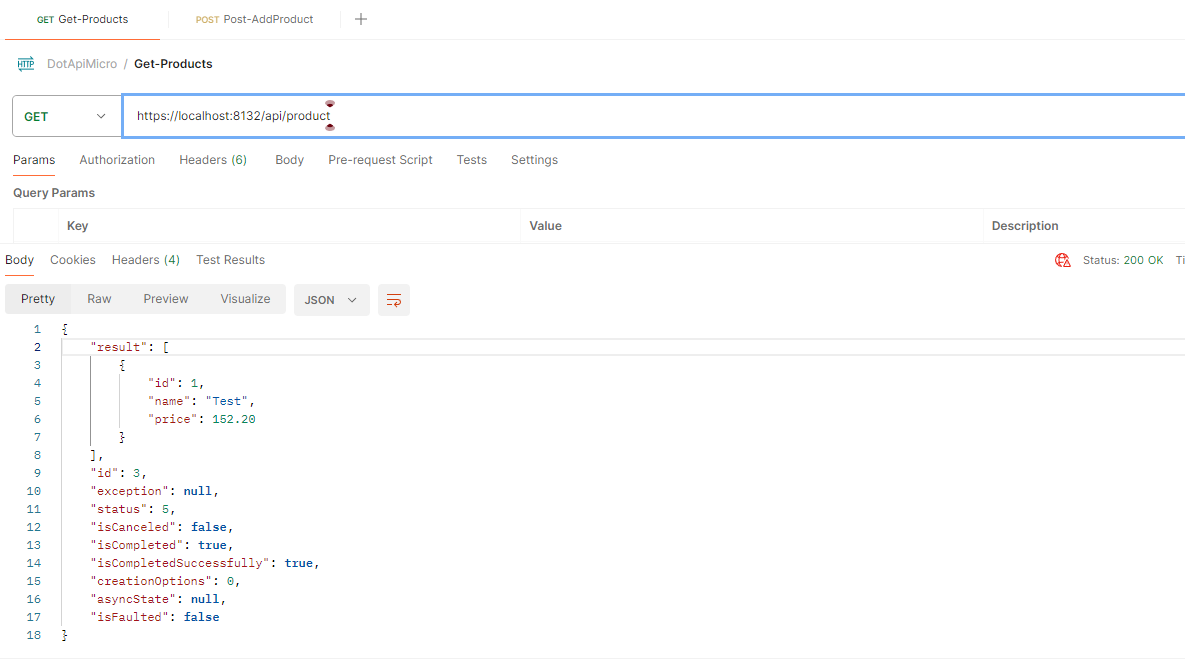 GET Get-Products POST Post-AddProduct
HTTP DotApiMicro / Get-Products
GET https://localhost:8132/api/product
Params Authorization Headers (6) Body Pre-request Script Tests Settings
Query Params
Key Value Description
Body Cookies Headers (4) Test Results Status: 200 OK Ti
Pretty Raw Preview Visualize JSON
1 {
2 "result": [
3 {
4 "id": 1,
5 "name": "Test",
6 "price": 152.20
7 }
8 ],
9 "id": 3,
10 "exception": null,
11 "status": 5,
12 "isCanceled": false,
13 "isCompleted": true,
14 "isCompletedSuccessfully": true,
15 "creationOptions": 0,
16 "asyncState": null,
17 "isFaulted": false
18 }